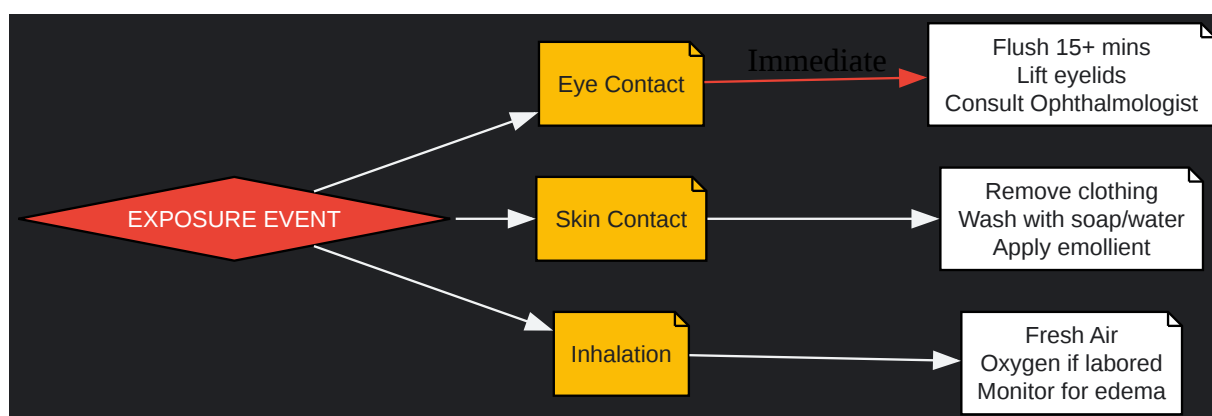 EXPOSURE EVENT
Eye Contact
Immediate
Flush 15+ mins
Lift eyelids
Consult Ophthalmologist
Skin Contact
Remove clothing
Wash with soap/water
Apply emollient
Inhalation
Fresh Air
Oxygen if labored
Monitor for edema